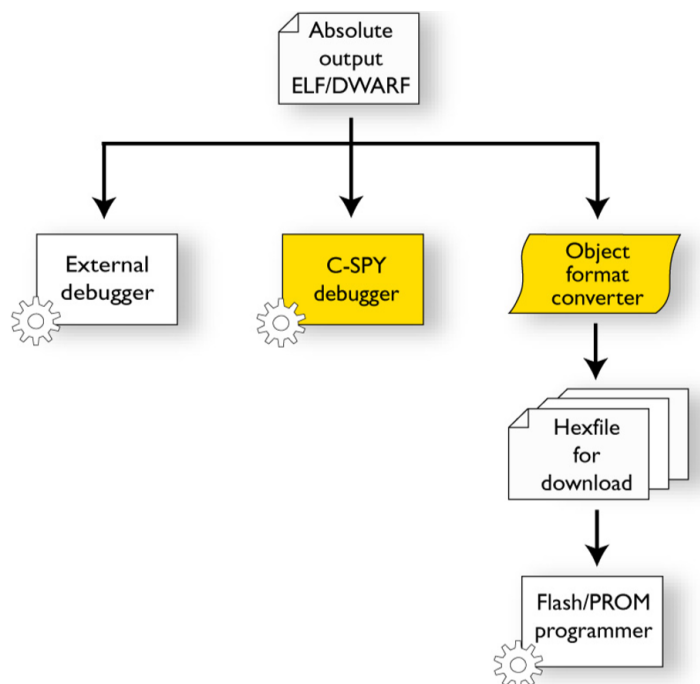 Absolute
output
ELF/DWARF
External
debugger
C-SPY
debugger
Object
format
converter
Hexfile
for
download
Flash/PROM
programmer